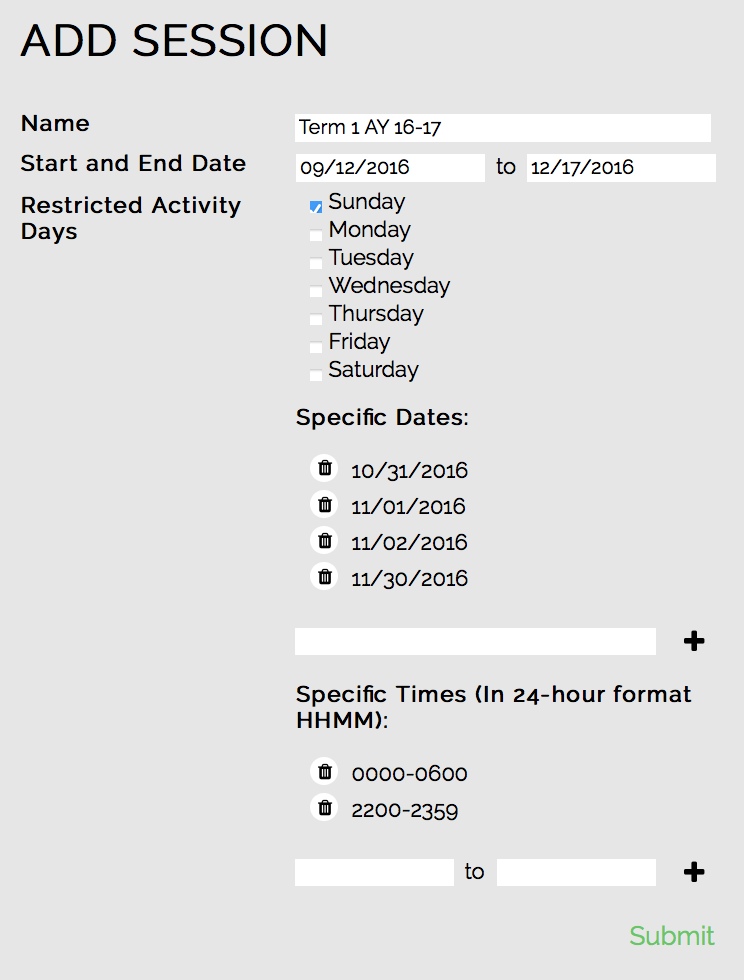 ADD SESSION
Name
Term 1 AY 16-17
Start and End Date
09/12/2016 to 12/17/2016
Restricted Activity
Days
Sunday
Monday
Tuesday
Wednesday
Thursday
Friday
Saturday
Specific Dates:
10/31/2016
11/01/2016
11/02/2016
11/30/2016
Specific Times (In 24-hour format
HHMM):
0000-0600
2200-2359
to
Submit